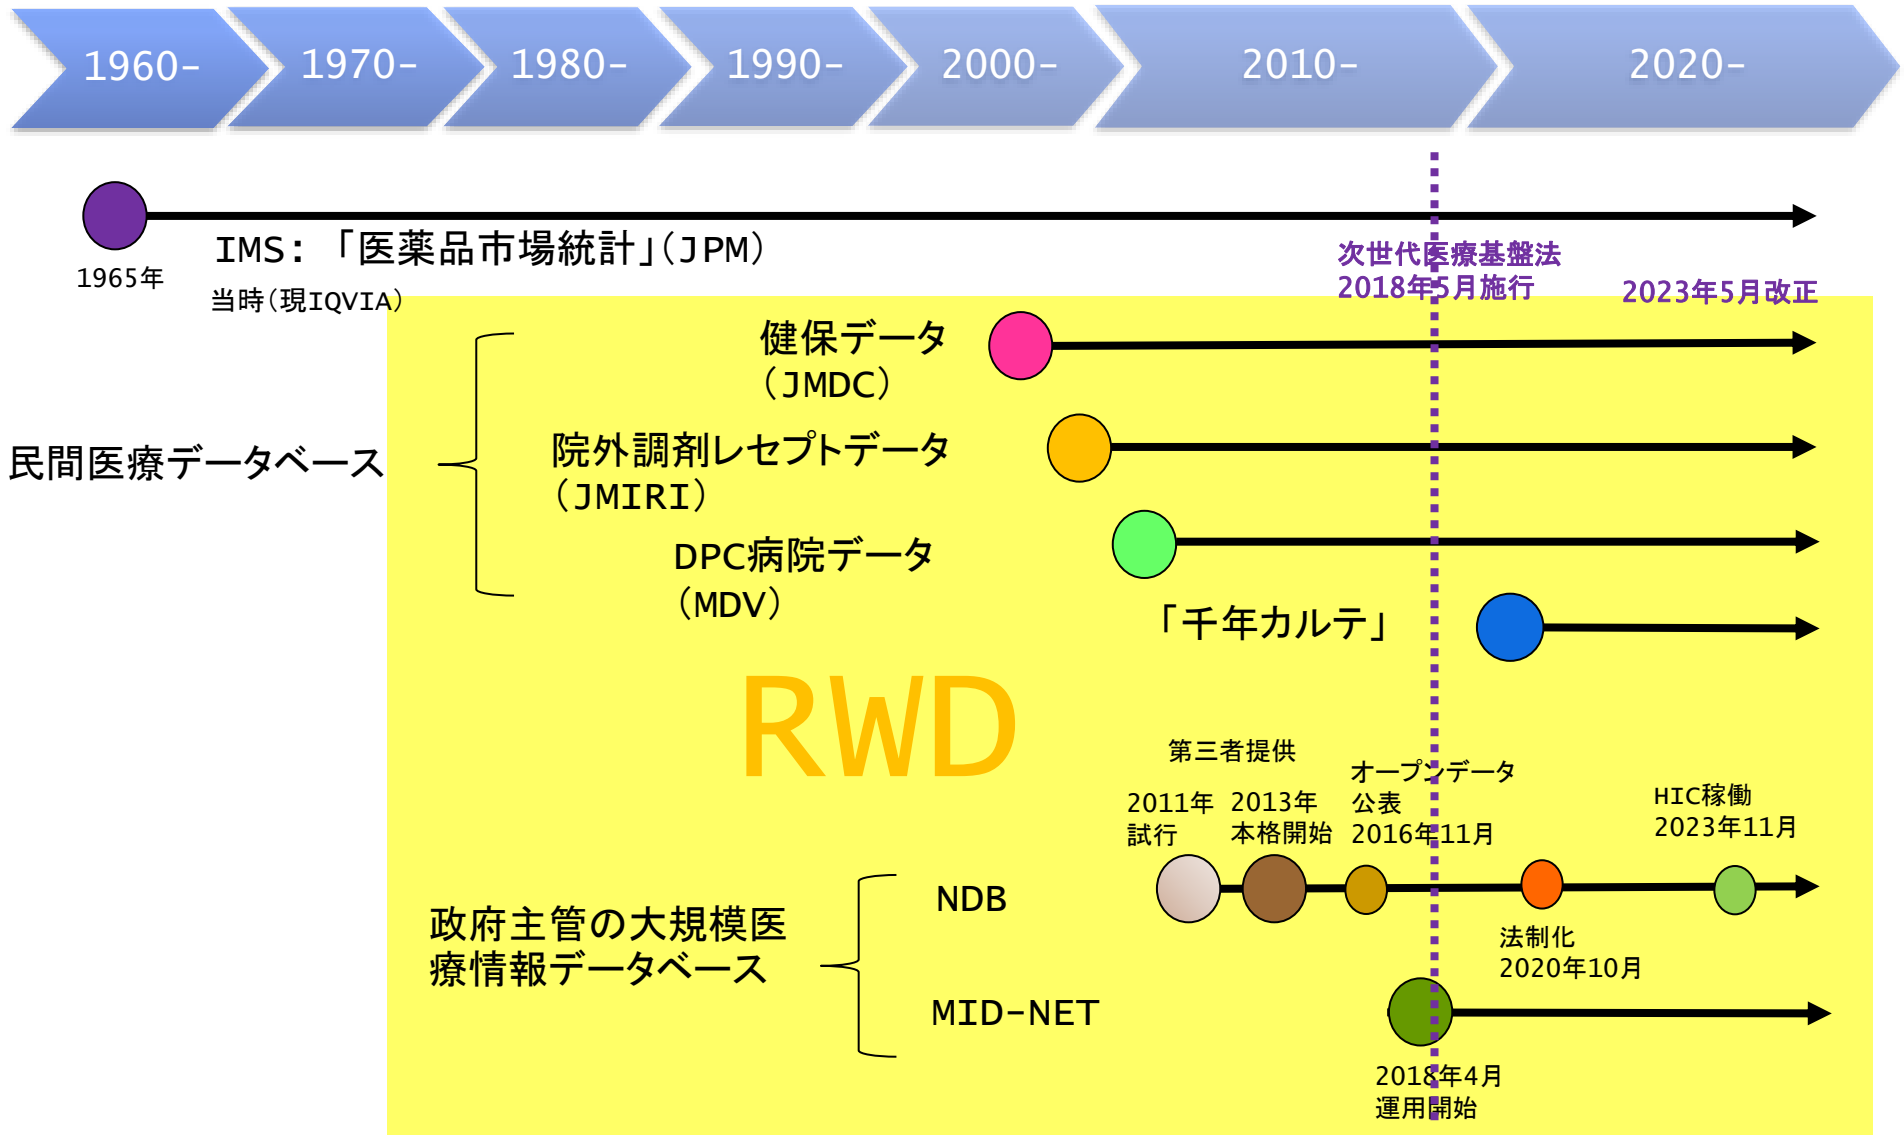 1960-
1970-
1980-
1990-
2000-
2010-
2020-
1965年
IMS:「医薬品市場統計」(JPM)
当時(現IQVIA)
次世代医療基盤法
2018年5月施行
2023年5月改正
民間医療データベース
健保データ
(JMDC)
院外調剤レセプトデータ
(JMIRI)
DPC病院データ
(MDV)
「千年カルテ」
RWD
政府主管の大規模医
療情報データベース
NDB
第三者提供
2011年
試行
2013年
本格開始
オープンデータ
公表
2016年11月
法制化
2020年10月
HIC稼働
2023年11月
MID-NET
2018年4月
運用開始